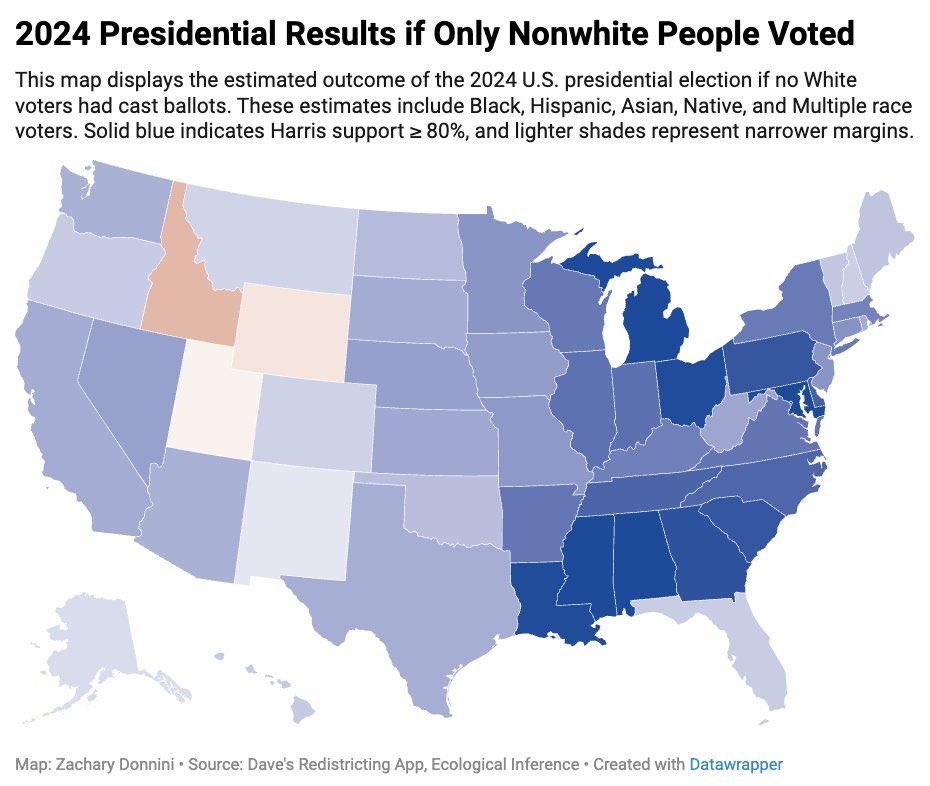 2024 Presidential Results if Only Nonwhite People Voted
This map displays the estimated outcome of the 2024 U.S. presidential election if no White
voters had cast ballots. These estimates include Black, Hispanic, Asian, Native, and Multiple race
voters. Solid blue indicates Harris support ≥ 80%, and lighter shades represent narrower margins.
Map: Zachary Donnini • Source: Dave's Redistricting App, Ecological Inference • Created with Datawrapper